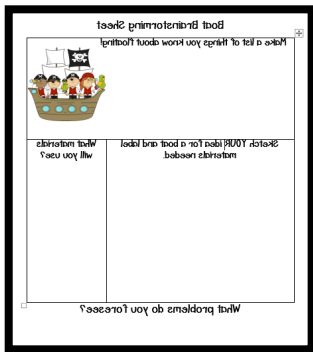 Boat Brainstorming Sheet
Make a list of things you know about floating!
Sketch YOUR idea for a boat and label
materials needed.
What materials
will you use?
What problems do you foresee?